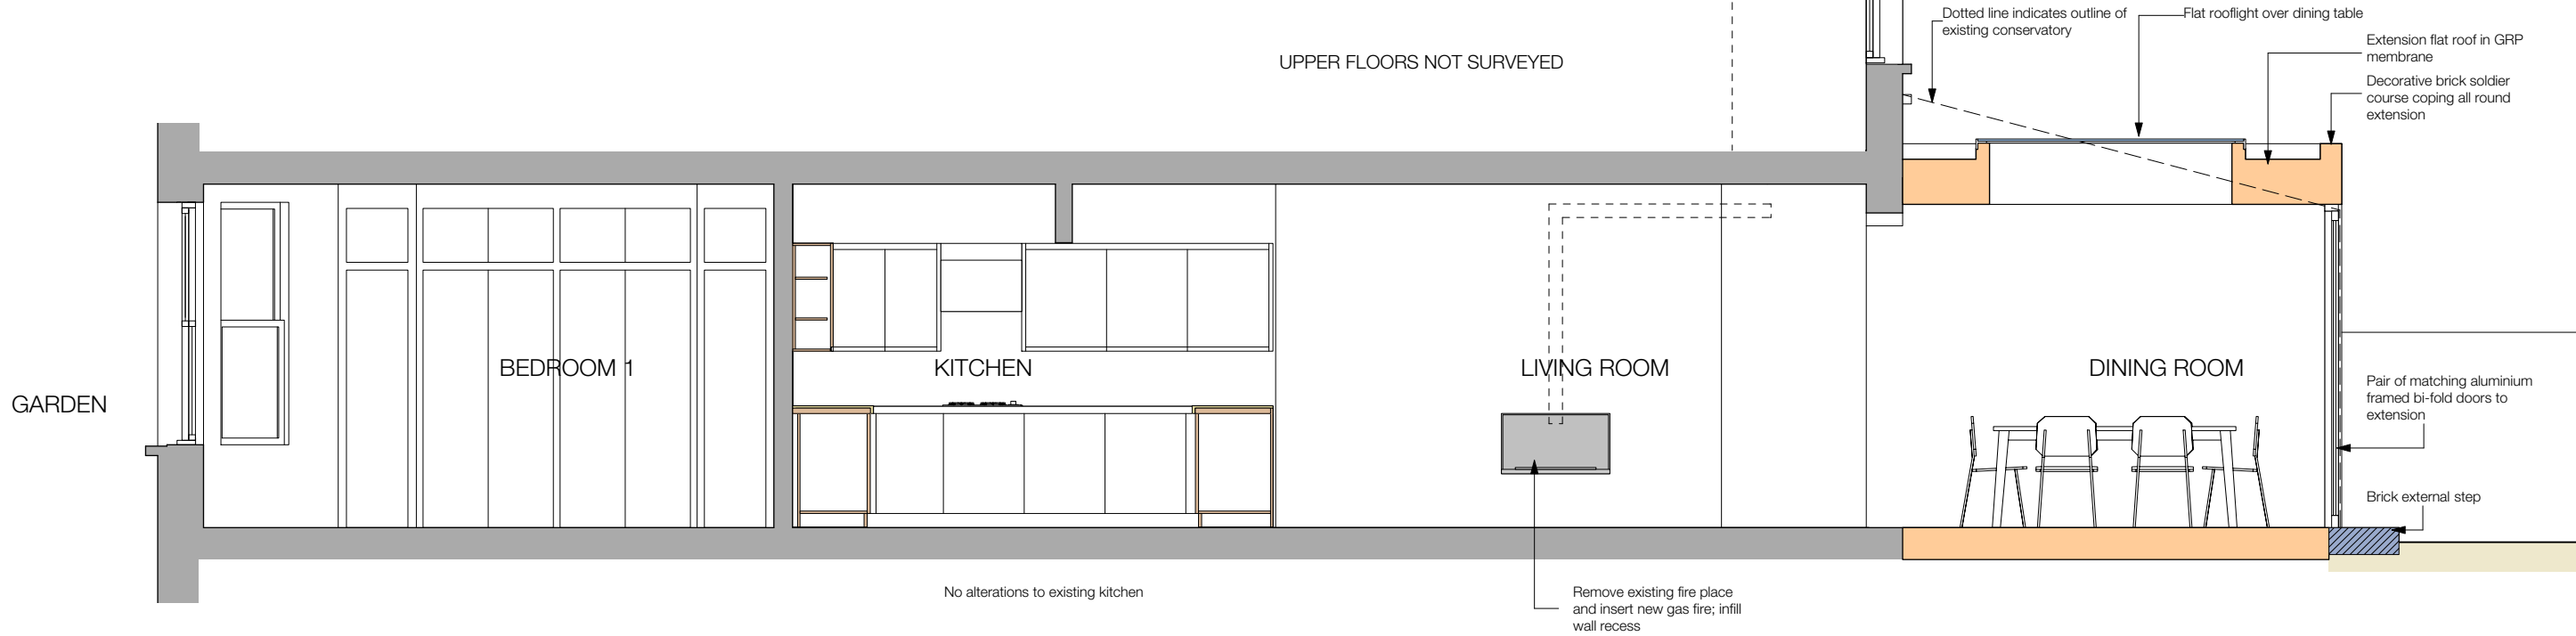 UPPER FLOORS NOT SURVEYED
Dotted line indicates outline of
existing conservatory
Flat rooflight over dining table
Extension flat roof in GRP
membrane
Decorative brick soldier
course coping all round
extension
GARDEN
BEDROOM 1
KITCHEN
LIVING ROOM
DINING ROOM
Pair of matching aluminium
framed bi-fold doors to
extension
Brick external step
No alterations to existing kitchen
Remove existing fire place
and insert new gas fire; infill
wall recess